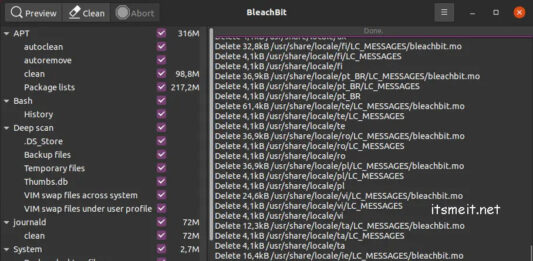 Preview Clean Abort BleachBit
Done.
APT 316M
autoclean
autoremove
clean 98,8M
Package lists 217,2M
Bash
History
Deep scan
.DS_Store
Backup files
Temporary files
Thumbs.db
VIM swap files across system
VIM swap files under user profile
journald 72M
clean 72M
System 2,7M
Delete 32,8kB /usr/share/locale/fi/LC_MESSAGES/bleachbit.mo
Delete 4,1kB /usr/share/locale/fi/LC_MESSAGES
Delete 4,1kB /usr/share/locale/fi
Delete 36,9kB /usr/share/locale/pt_BR/LC_MESSAGES/bleachbit.mo
Delete 4,1kB /usr/share/locale/pt_BR/LC_MESSAGES
Delete 4,1kB /usr/share/locale/pt_BR
Delete 61,4kB /usr/share/locale/te/LC_MESSAGES/bleachbit.mo
Delete 4,1kB /usr/share/locale/te/LC_MESSAGES
Delete 4,1kB /usr/share/locale/te
Delete 36,9kB /usr/share/locale/ro/LC_MESSAGES/bleachbit.mo
Delete 4,1kB /usr/share/locale/ro/LC_MESSAGES
Delete 4,1kB /usr/share/locale/ro
Delete 36,9kB /usr/share/locale/pl/LC_MESSAGES/bleachbit.mo
Delete 4,1kB /usr/share/locale/pl/LC_MESSAGES
Delete 4,1kB /usr/share/locale/pl
Delete 24,6kB /usr/share/locale/vi/LC_MESSAGES/bleachbit.mo
Delete 4,1kB /usr/share/locale/vi/LC_MESSAGES
Delete 4,1kB /usr/share/locale/vi
Delete 12,3kB /usr/share/locale/ta/LC_MESSAGES/bleachbit.mo
Delete 4,1kB /usr/share/locale/ta/LC_MESSAGES
Delete 4,1kB /usr/share/locale/ta
Delete 16,4kB /usr/share/locale/ie/LC_MESSAGES/bleachbit.mo
itsmeit.net